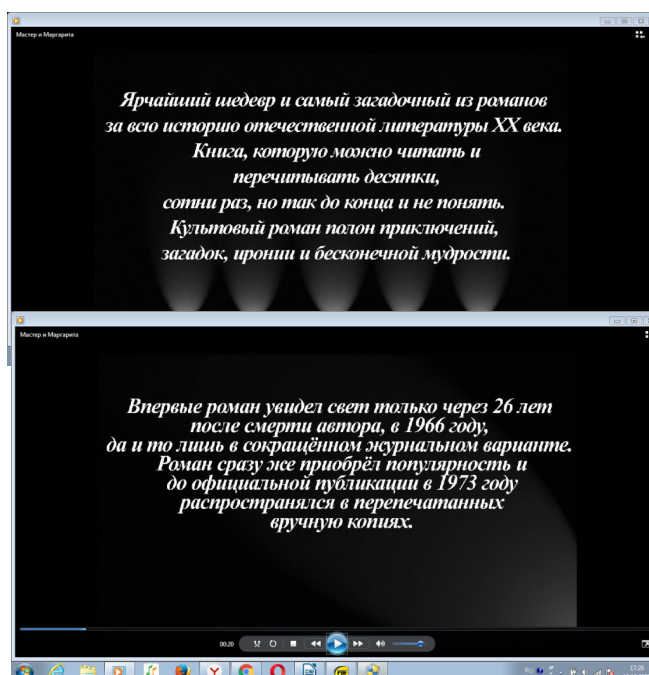 Мастер и Маргарита
Ярчайший шедевр и самый загадочный из романов
за всю историю отечественной литературы XX века.
Книга, которую можно читать и
перечитывать десятки,
сотни раз, но так до конца и не понять.
Культовый роман полон приключений,
загадок, иронии и бесконечной мудрости.
Мастер и Маргарита
Впервые роман увидел свет только через 26 лет
после смерти автора, в 1966 году,
да и то лишь в сокращённом журнальном варианте.
Роман сразу же приобрёл популярность и
до официальной публикации в 1973 году
распространялся в перепечатанных
вручную копиях.
00:20
RU
17:26